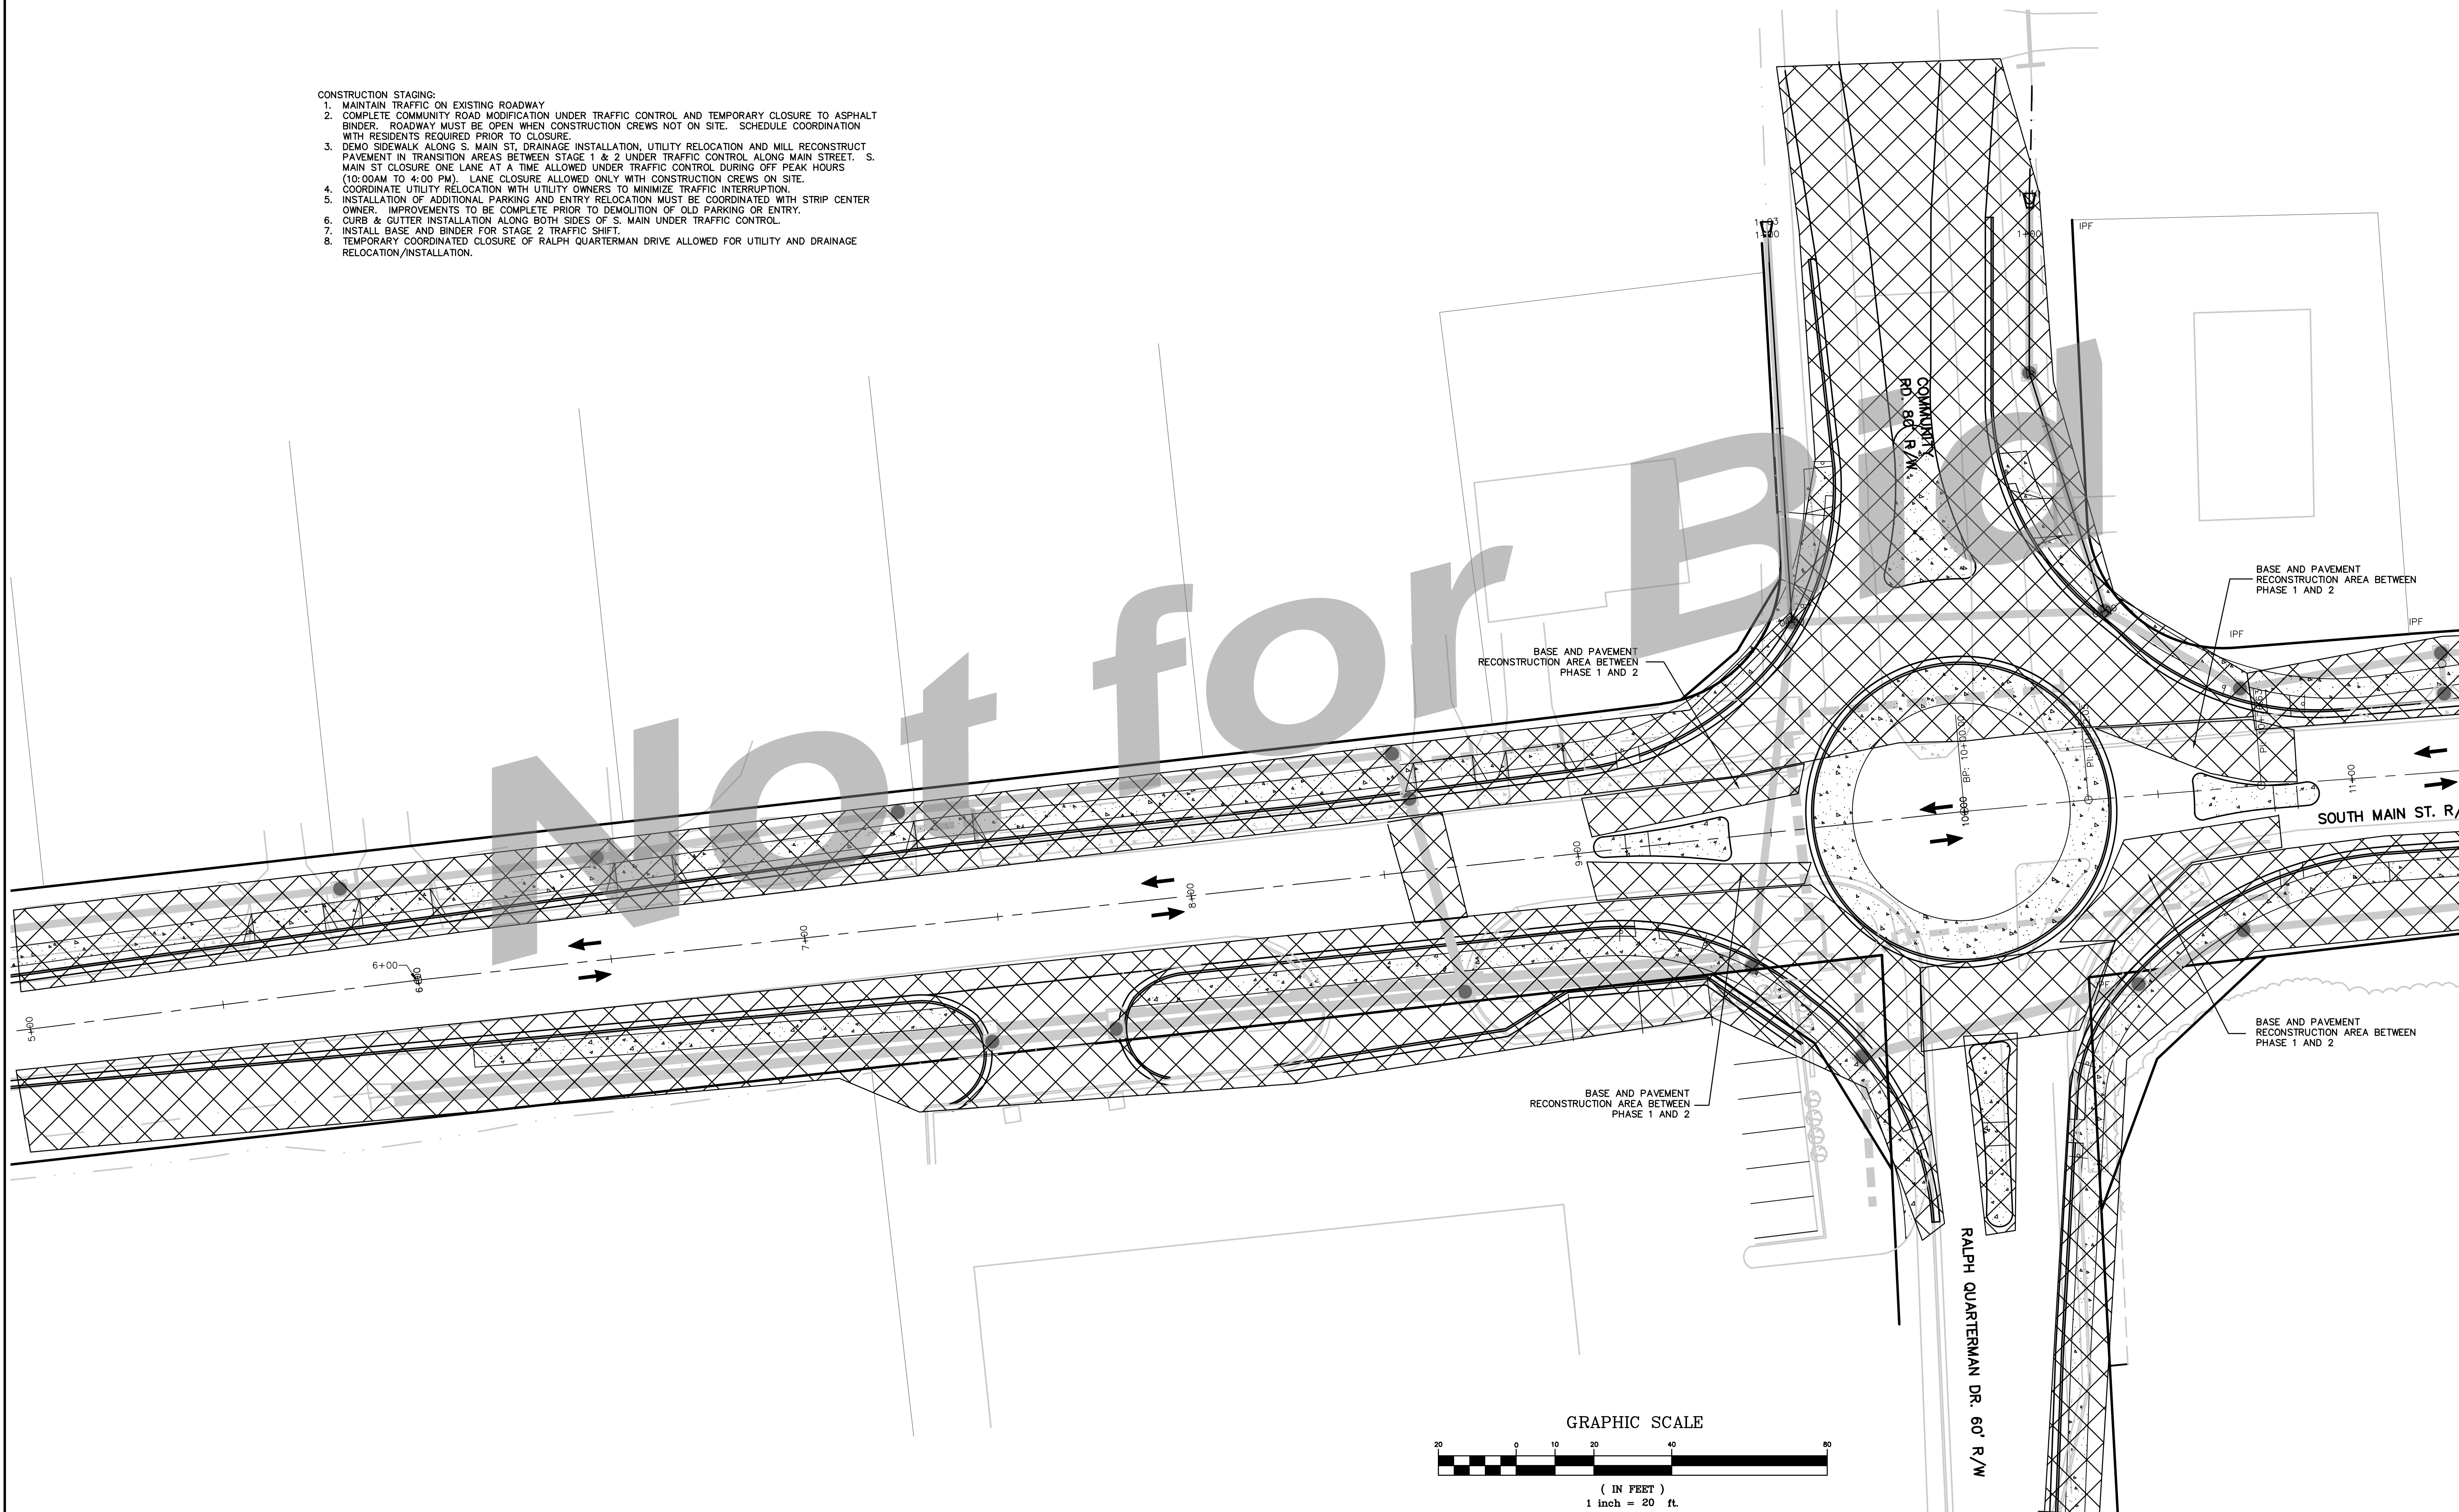 CONSTRUCTION STAGING:
1. MAINTAIN TRAFFIC ON EXISTING ROADWAY
2. COMPLETE COMMUNITY ROAD MODIFICATION UNDER TRAFFIC CONTROL AND TEMPORARY CLOSURE TO ASPHALT
BINDER. ROADWAY MUST BE OPEN WHEN CONSTRUCTION CREWS NOT ON SITE. SCHEDULE COORDINATION
WITH RESIDENTS REQUIRED PRIOR TO CLOSURE.
3. DEMO SIDEWALK ALONG S. MAIN ST, DRAINAGE INSTALLATION, UTILITY RELOCATION AND MILL RECONSTRUCT
PAVEMENT IN TRANSITION AREAS BETWEEN STAGE 1 & 2 UNDER TRAFFIC CONTROL ALONG MAIN STREET. S.
MAIN ST CLOSURE ONE LANE AT A TIME ALLOWED UNDER TRAFFIC CONTROL DURING OFF PEAK HOURS
(10:00AM TO 4:00 PM). LANE CLOSURE ALLOWED ONLY WITH CONSTRUCTION CREWS ON SITE.
4. COORDINATE UTILITY RELOCATION WITH UTILITY OWNERS TO MINIMIZE TRAFFIC INTERRUPTION.
5. INSTALLATION OF ADDITIONAL PARKING AND ENTRY RELOCATION MUST BE COORDINATED WITH STRIP CENTER
OWNER. IMPROVEMENTS TO BE COMPLETE PRIOR TO DEMOLITION OF OLD PARKING OR ENTRY.
6. CURB & GUTTER INSTALLATION ALONG BOTH SIDES OF S. MAIN UNDER TRAFFIC CONTROL.
7. INSTALL BASE AND BINDER FOR STAGE 2 TRAFFIC SHIFT.
8. TEMPORARY COORDINATED CLOSURE OF RALPH QUARTERMAN DRIVE ALLOWED FOR UTILITY AND DRAINAGE
RELOCATION/INSTALLATION.
1+00
1+00
IPF
COMMUNITY
RD. 80' R/W
Not for Bid
BASE AND PAVEMENT
RECONSTRUCTION AREA BETWEEN
PHASE 1 AND 2
IPF
IPF
BASE AND PAVEMENT
RECONSTRUCTION AREA BETWEEN
PHASE 1 AND 2
BP: 10+00.00
10+00
11+00
SOUTH MAIN ST. R/
9+00
8+00
7+00
6+00
5+00
BASE AND PAVEMENT
RECONSTRUCTION AREA BETWEEN
PHASE 1 AND 2
BASE AND PAVEMENT
RECONSTRUCTION AREA BETWEEN
PHASE 1 AND 2
RALPH QUARTERMAN DR. 60' R/W
GRAPHIC SCALE
20 0 10 20 40 80
( IN FEET )
1 inch = 20 ft.